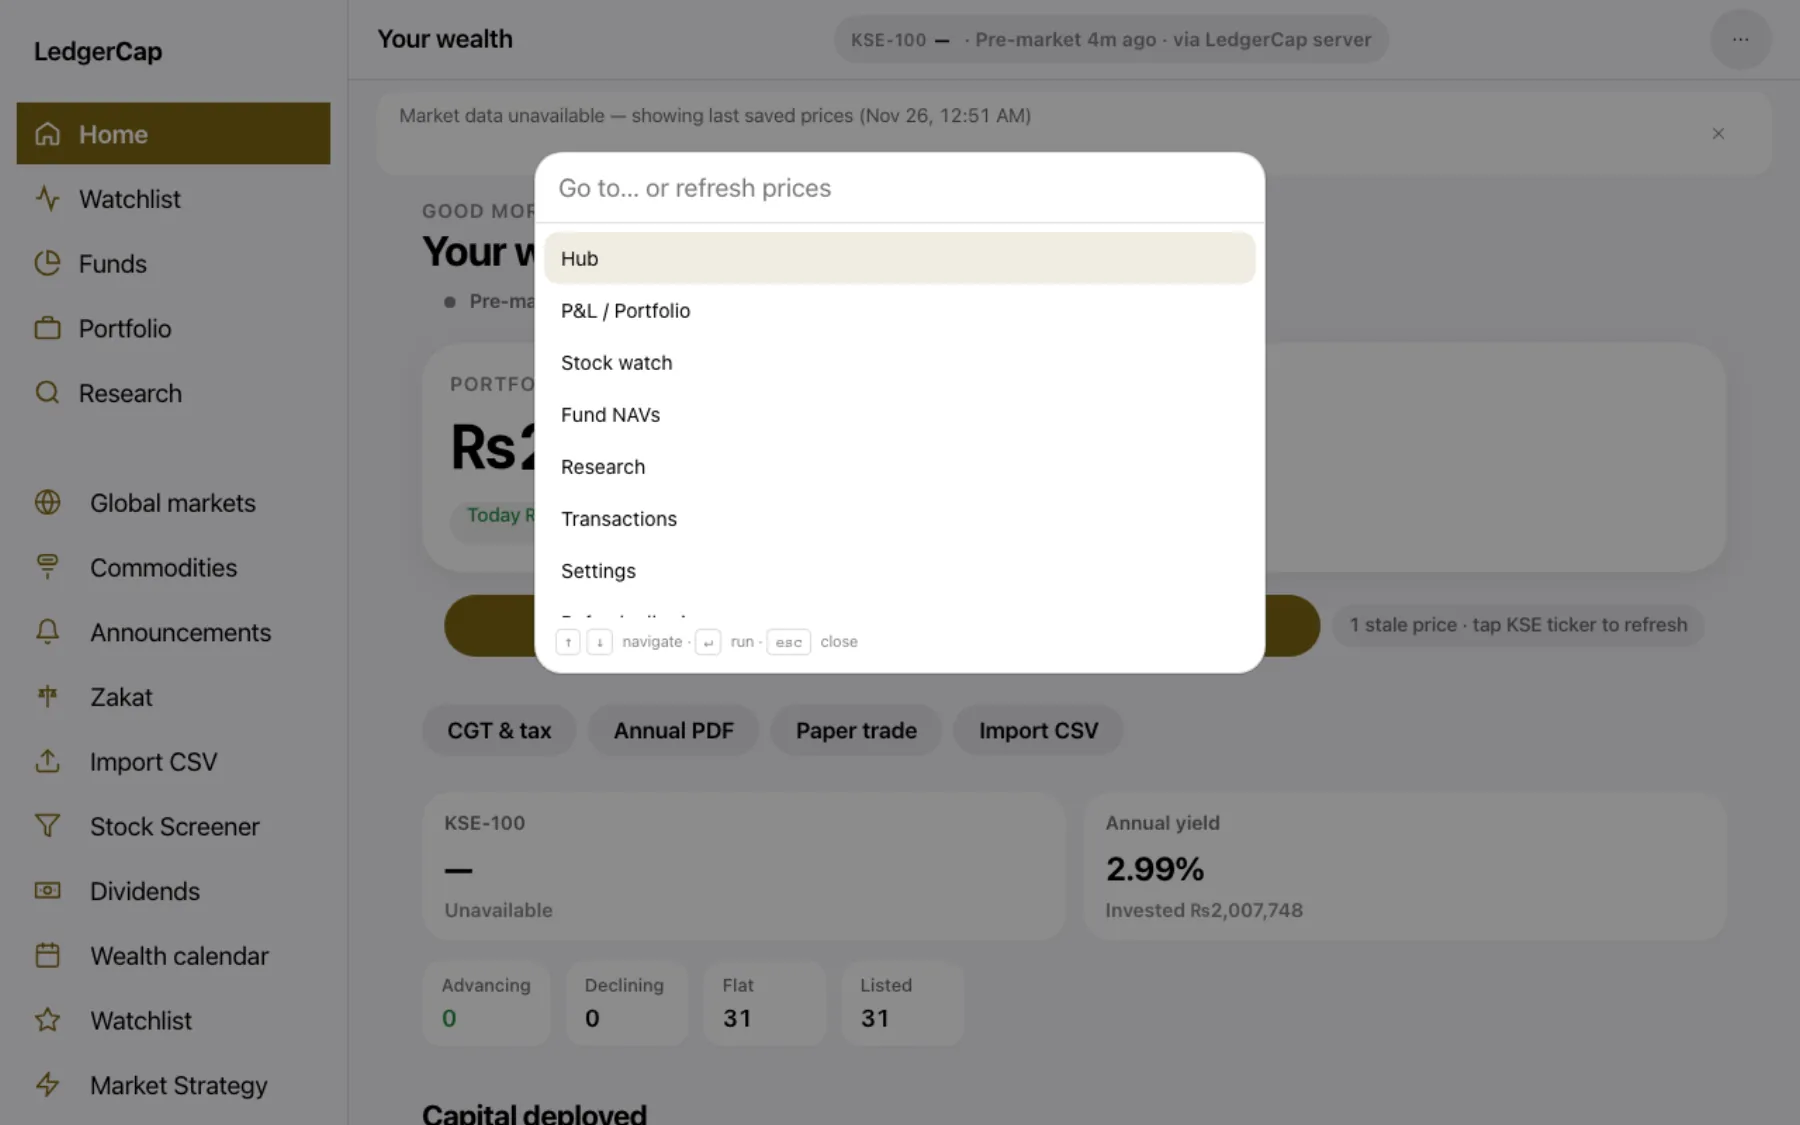 LedgerCap
Home
Watchlist
Funds
Portfolio
Research
Global markets
Commodities
Announcements
Zakat
Import CSV
Stock Screener
Dividends
Wealth calendar
Watchlist
Market Strategy
Your wealth
KSE-100 — · Pre-market 4m ago · via LedgerCap server
...
Market data unavailable — showing last saved prices (Nov 26, 12:51 AM)
×
GOOD MOR
Your w
Pre-ma
PORTFO
Rs2
Today R
Go to... or refresh prices
Hub
P&L / Portfolio
Stock watch
Fund NAVs
Research
Transactions
Settings
↑ ↓ navigate · ↵ run · esc close
1 stale price · tap KSE ticker to refresh
CGT & tax
Annual PDF
Paper trade
Import CSV
KSE-100
—
Unavailable
Annual yield
2.99%
Invested Rs2,007,748
Advancing
0
Declining
0
Flat
31
Listed
31
Capital deployed